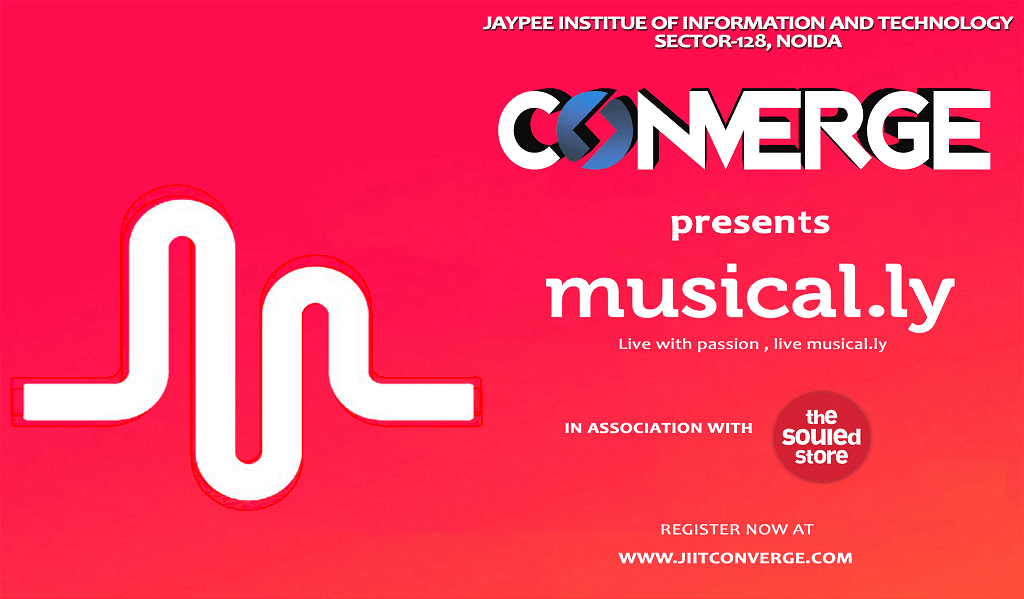 JAYPEE INSTITUE OF INFORMATION AND TECHNOLOGY
SECTOR-128, NOIDA
CONVERGE
presents
musical.ly
Live with passion , live musical.ly
IN ASSOCIATION WITH
the
souled
store
REGISTER NOW AT
WWW.JIITCONVERGE.COM